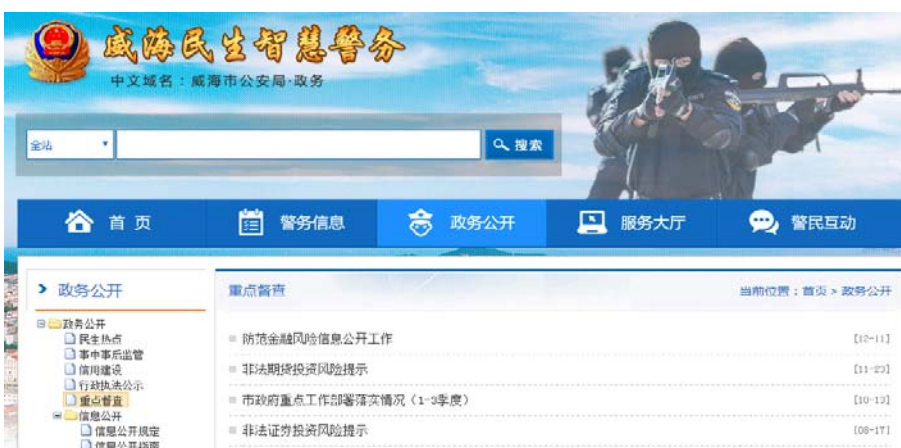 威海民生智慧警务
中文域名：威海市公安局·政务
全站
搜索
首页 警务信息 政务公开 服务大厅 警民互动
政务公开
重点督查 当前位置：首页 > 政务公开
政务公开
民生热点
事中事后监管
信用建设
行政执法公示
重点督查
信息公开
信息公开规定
信息公开指南
防范金融风险信息公开工作 [12-11]
非法期货投资风险提示 [11-23]
市政府重点工作部署落实情况（1-3季度） [10-13]
非法证券投资风险提示 [08-17]